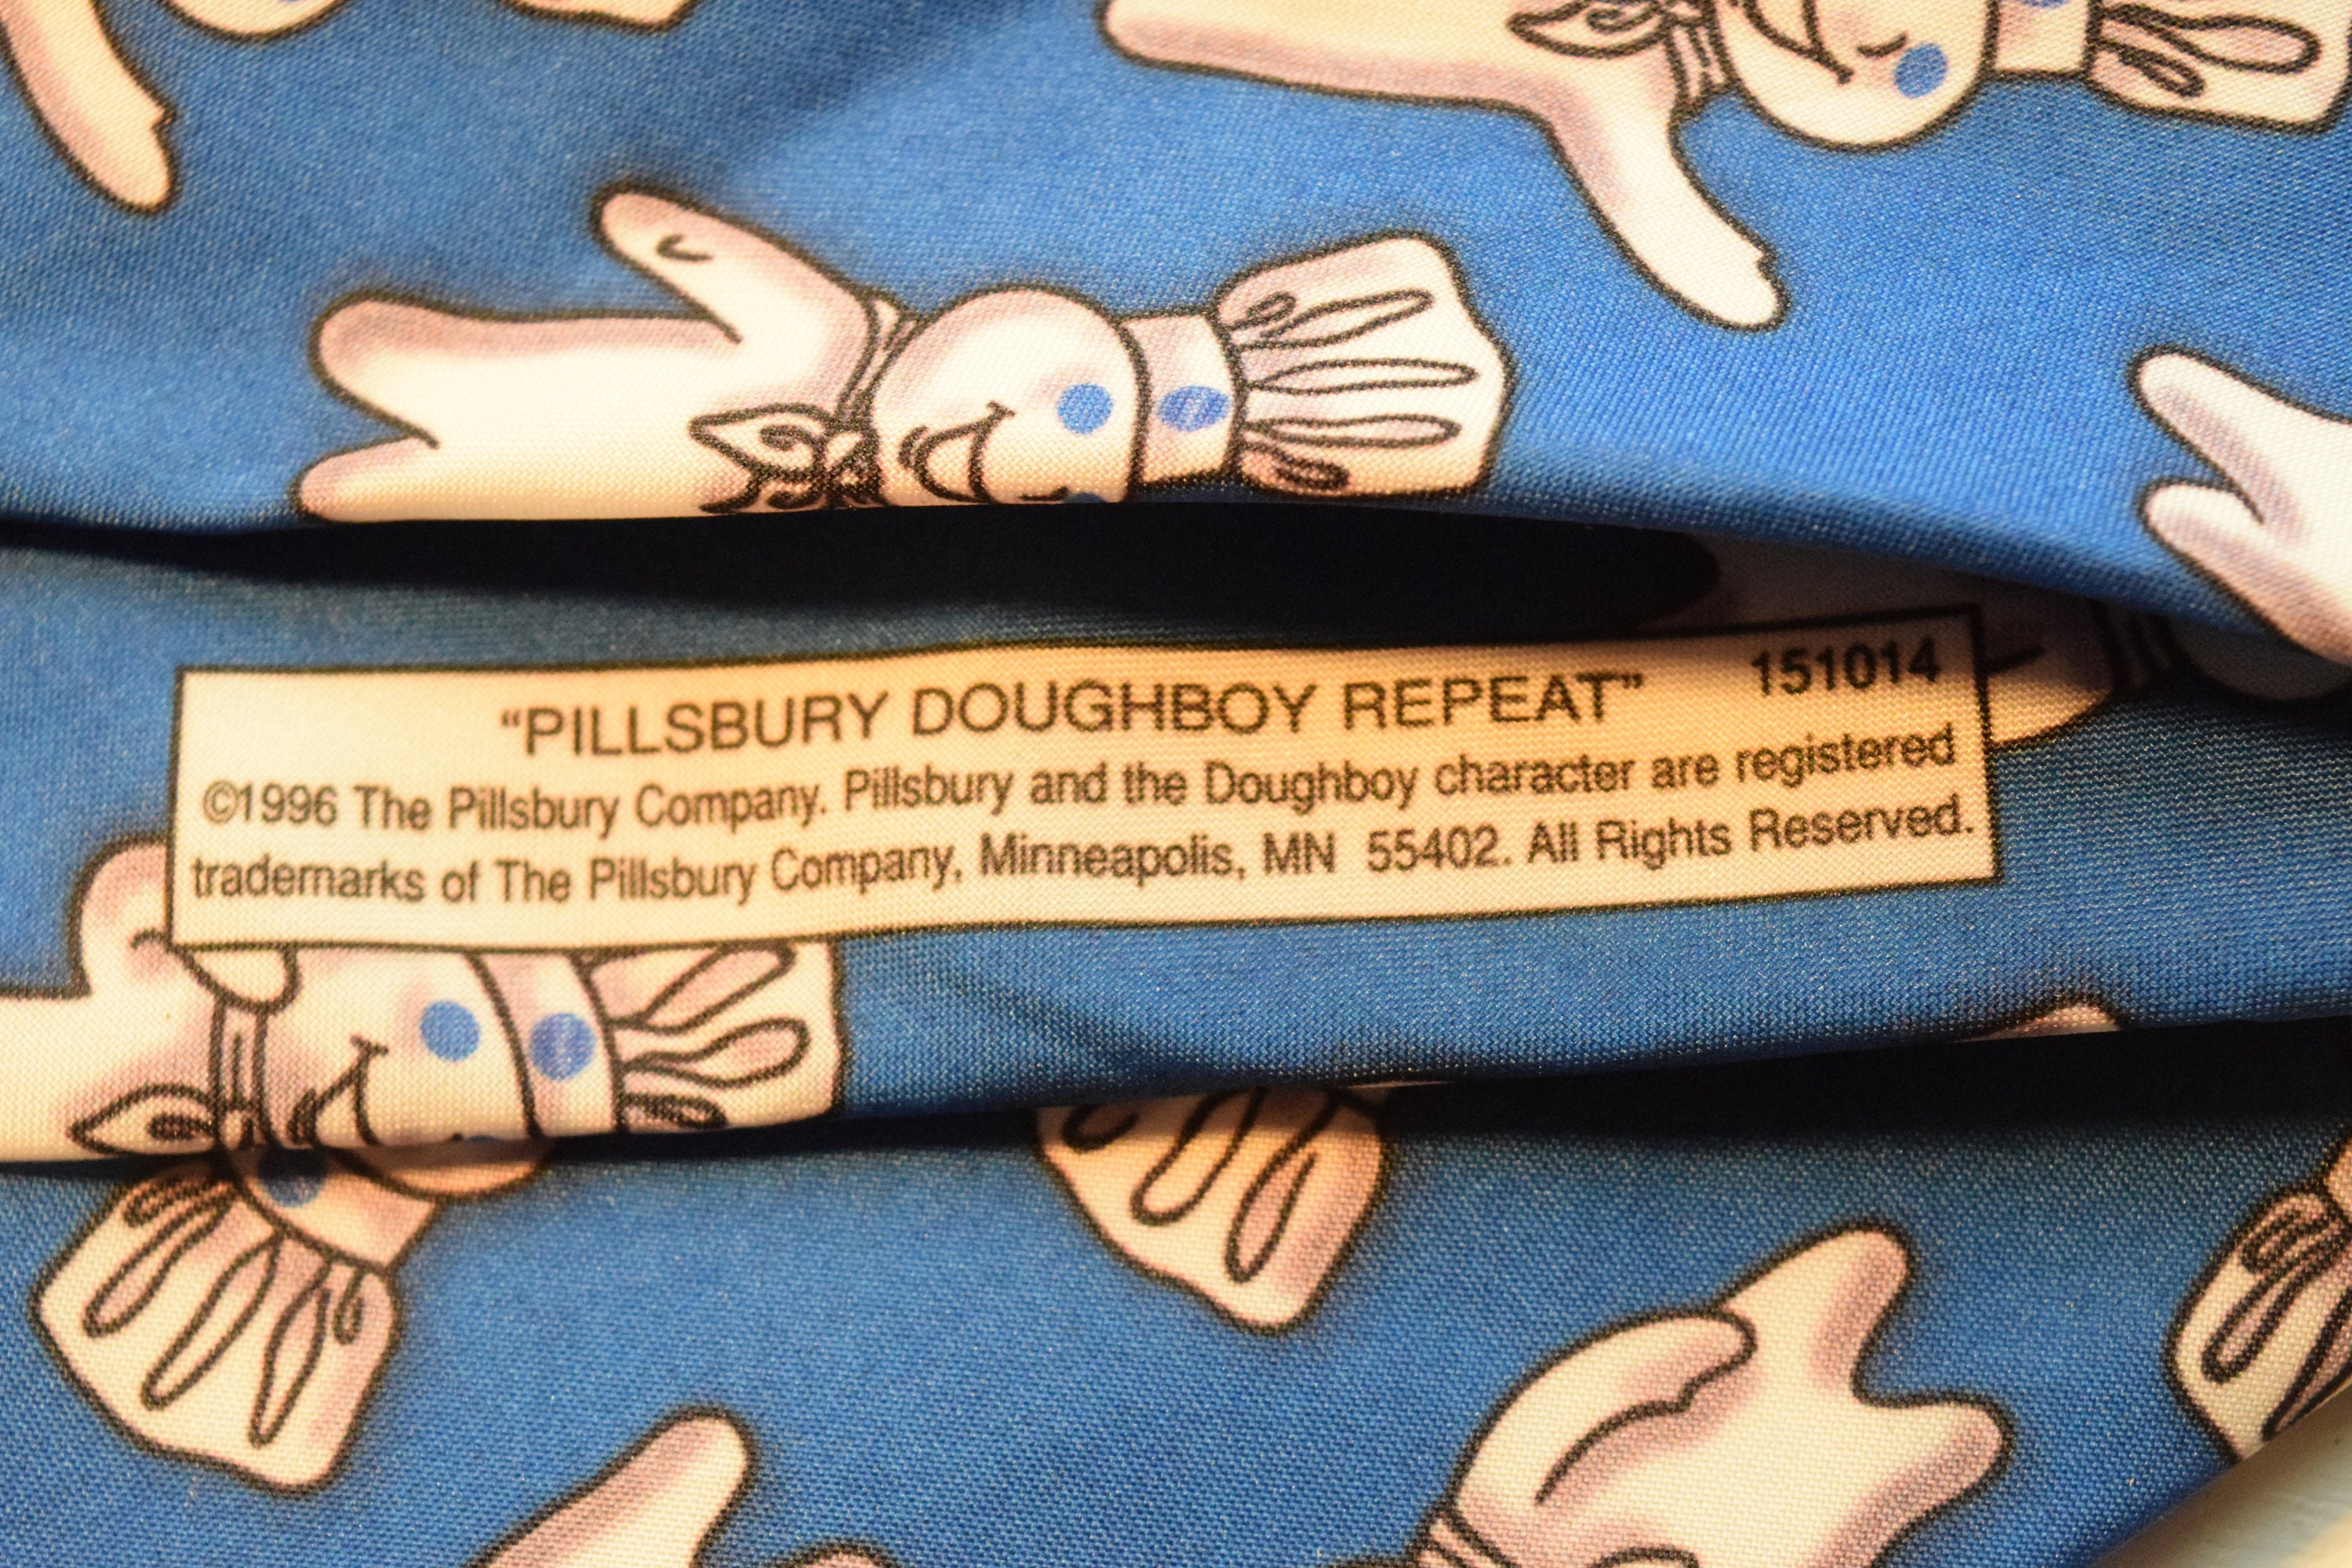 “PILLSBURY DOUGHBOY REPEAT” 151014
©1996 The Pillsbury Company. Pillsbury and the Doughboy character are registered
trademarks of The Pillsbury Company, Minneapolis, MN 55402. All Rights Reserved.